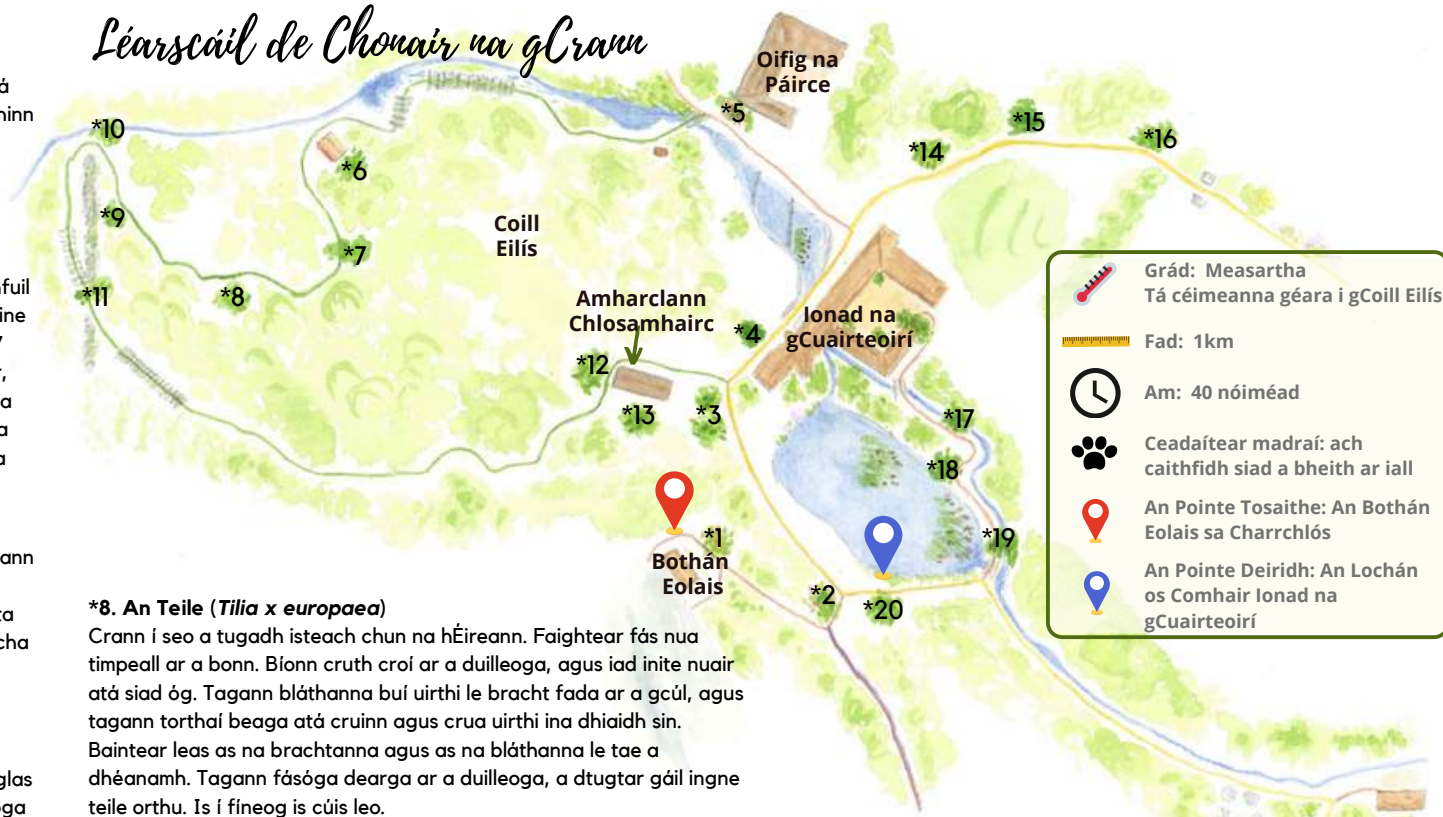 Léarscáil de Chonair na gCrann
á
ninn
fuil
ine
,
a
a
a
ann
ta
cha
glas
oga
Oifig na
Páirce
*5
*15
*16
*14
*10
*6
*9
*7
Coill
Eilís
*8
*11
Amharclann
Chlosamhairc
*4
Ionad na
gCuairteoirí
*12
*13
*3
*17
*18
*1
*19
Bothán
Eolais
*2
*20
Grád: Measartha
Tá céimeanna géara i gCoill Eilís
Fad: 1km
Am: 40 nóiméad
Ceadaítear madraí: ach
caithfidh siad a bheith ar iall
An Pointe Tosaithe: An Bothán
Eolais sa Charrchlós
An Pointe Deiridh: An Lochán
os Comhair Ionad na
gCuairteoirí
*8. An Teile (Tilia x europaea)
Crann í seo a tugadh isteach chun na hÉireann. Faightear fás nua
timpeall ar a bonn. Bíonn cruth croí ar a duilleoga, agus iad inite nuair
atá siad óg. Tagann bláthanna buí uirthi le bracht fada ar a gcúl, agus
tagann torthaí beaga atá cruinn agus crua uirthi ina dhiaidh sin.
Baintear leas as na brachtanna agus as na bláthanna le tae a
dhéanamh. Tagann fásóga dearga ar a duilleoga, a dtugtar gáil ingne
teile orthu. Is í fíneog is cúis leo.